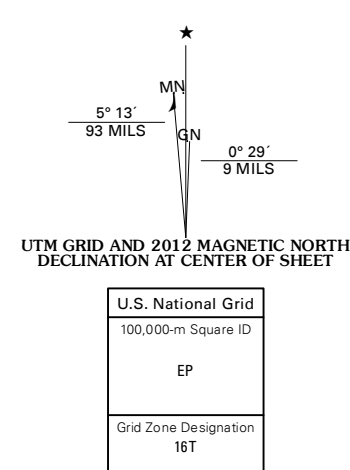 ★
MN
5° 13´
93 MILS
GN
0° 29´
9 MILS
UTM GRID AND 2012 MAGNETIC NORTH
DECLINATION AT CENTER OF SHEET
U.S. National Grid
100,000-m Square ID
EP
Grid Zone Designation
16T